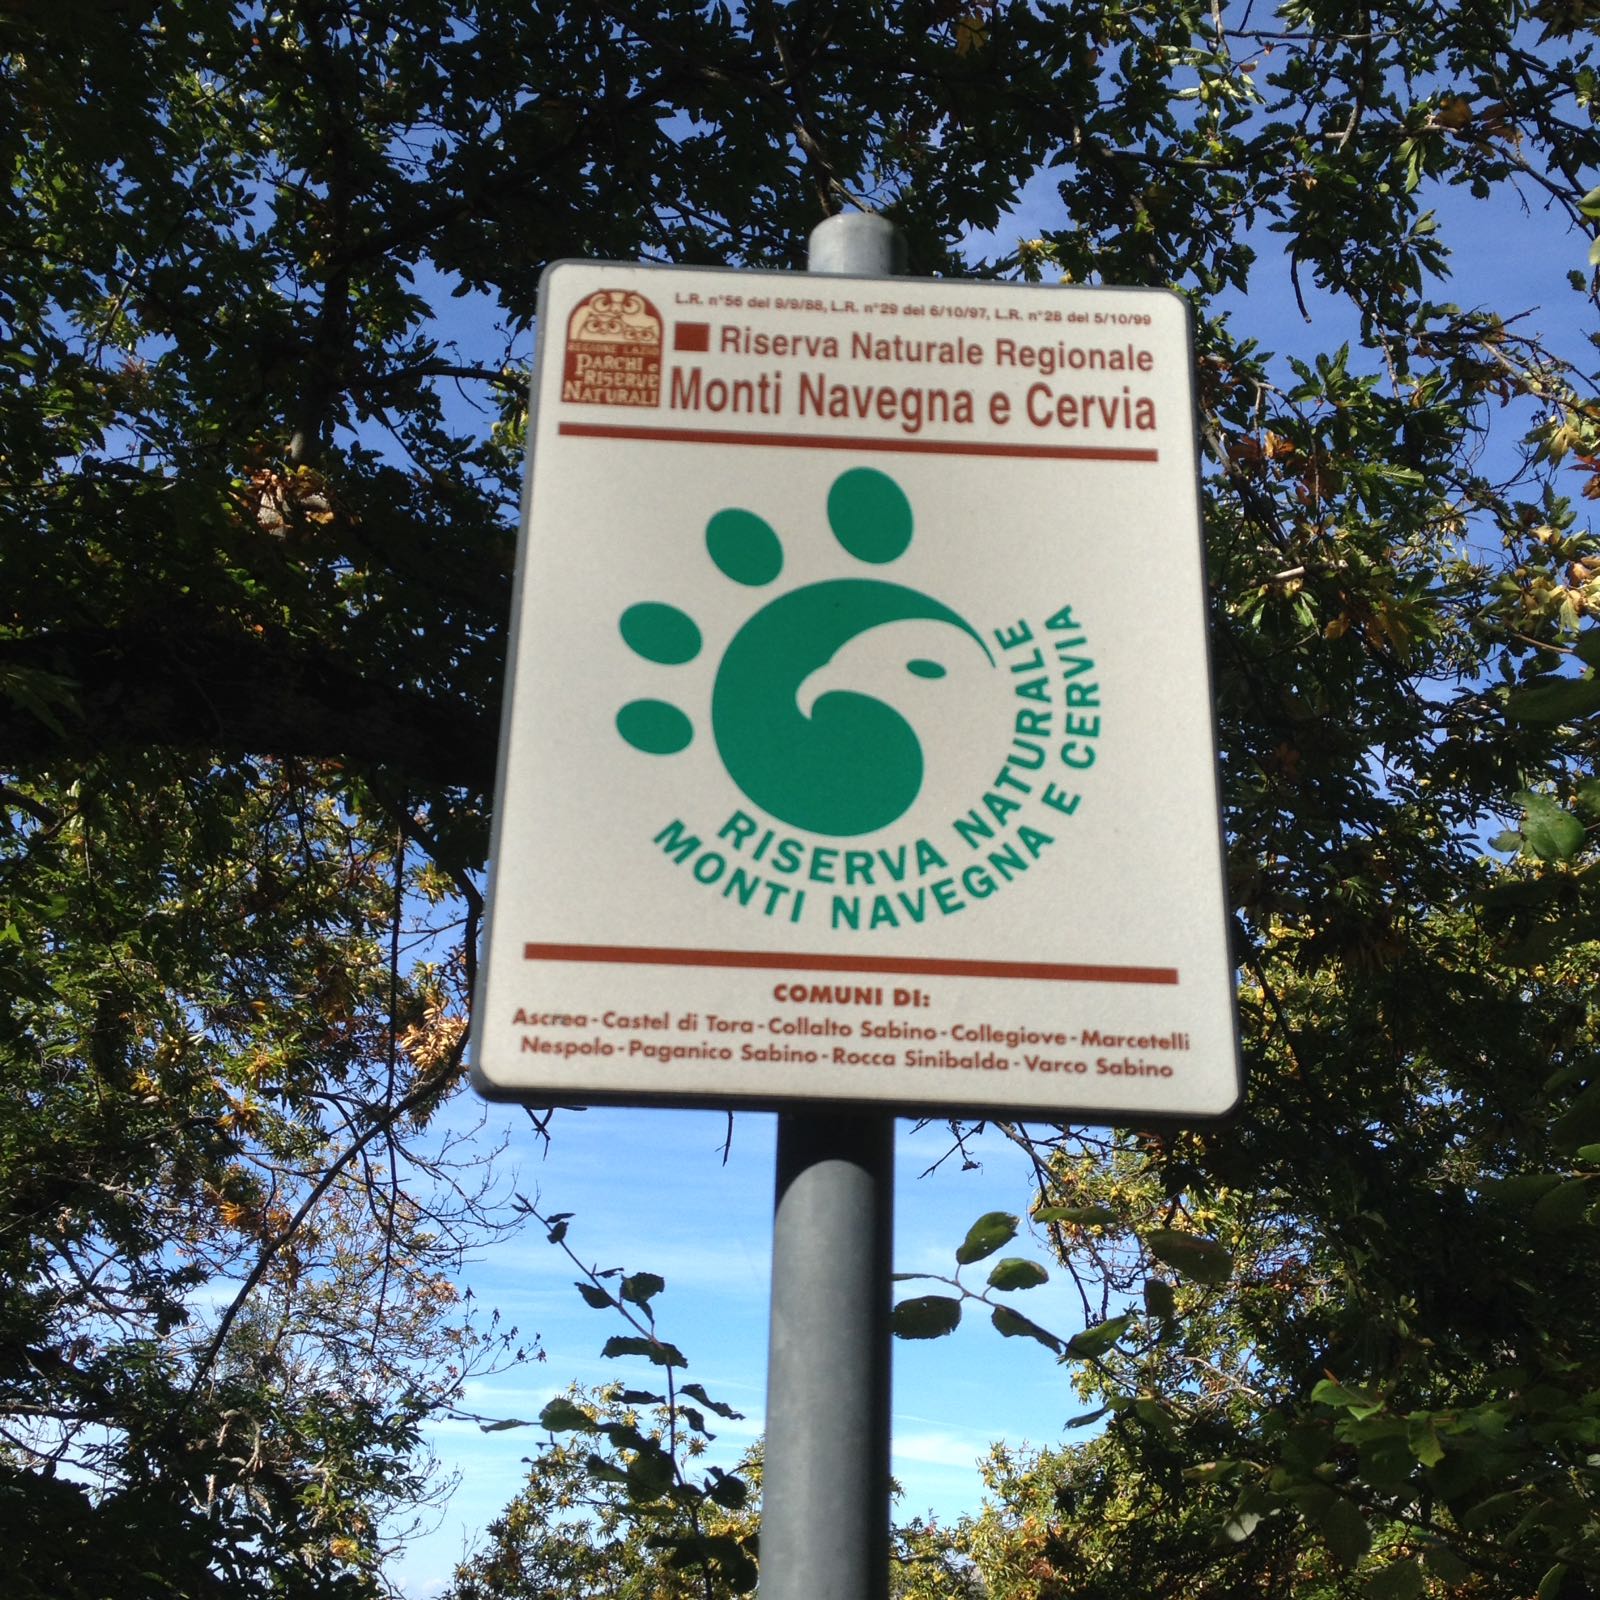 L.R. n°56 del 9/9/88, L.R. n°29 del 6/10/97, L.R. n°28 del 5/10/99
REGIONE LAZIO
PARCHI e
RISERVE
NATURALI
Riserva Naturale Regionale
Monti Navegna e Cervia
RISERVA NATURALE
MONTI NAVEGNA E CERVIA
COMUNI DI:
Ascrea-Castel di Tora-Collalto Sabino-Collegiove-Marcetelli
Nespolo-Paganico Sabino-Rocca Sinibalda-Varco Sabino